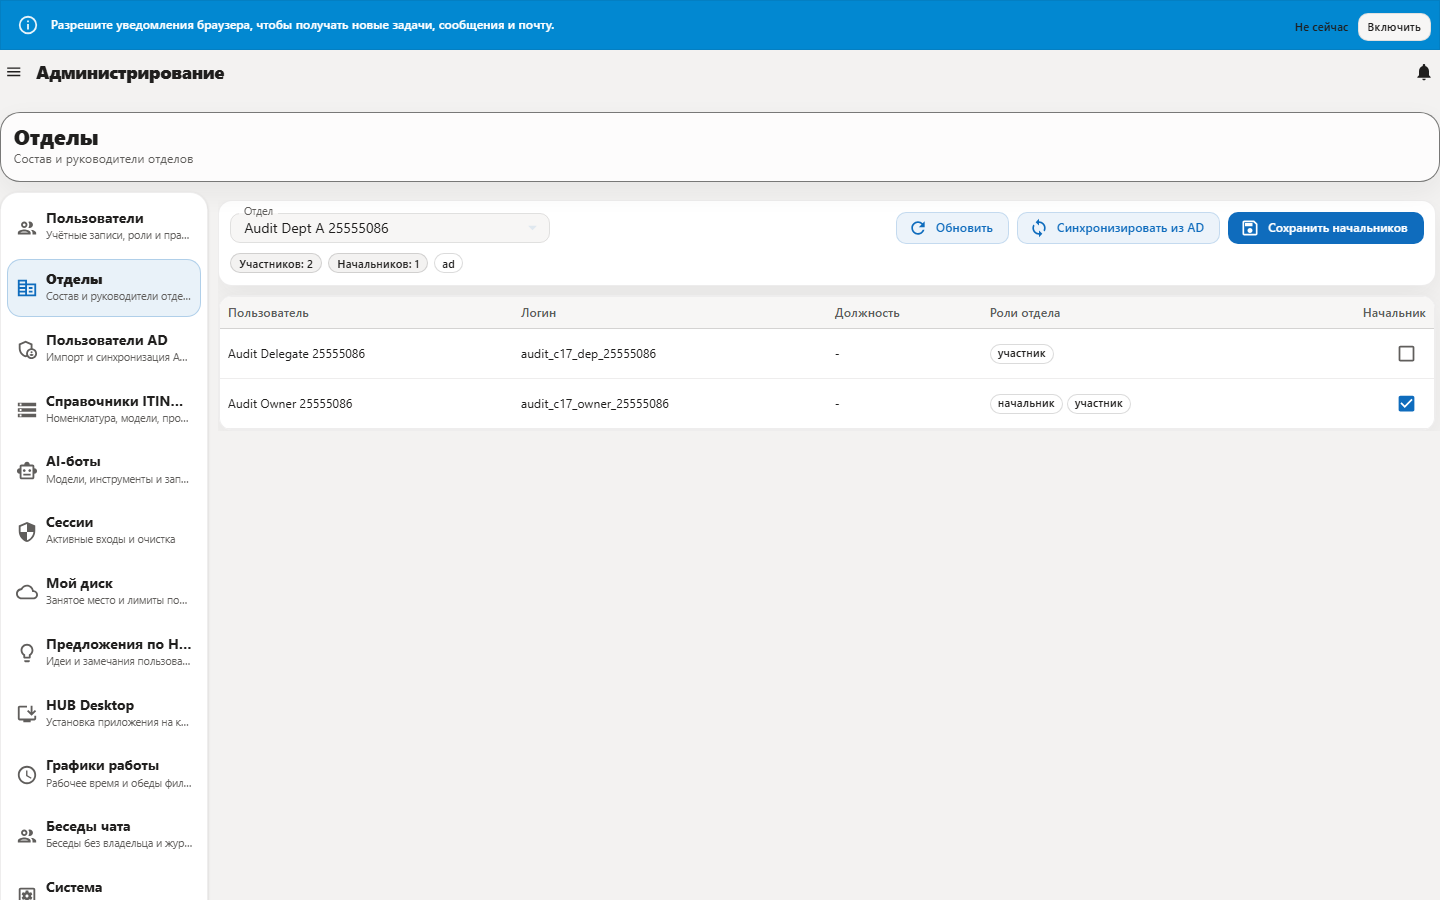 Разрешите уведомления браузера, чтобы получать новые задачи, сообщения и почту.
Не сейчас
Включить
Администрирование
Отделы
Состав и руководители отделов
Пользователи
Учётные записи, роли и пра...
Отделы
Состав и руководители отде...
Пользователи AD
Импорт и синхронизация A...
Справочники ITIN...
Номенклатура, модели, про...
AI-боты
Модели, инструменты и зап...
Сессии
Активные входы и очистка
Мой диск
Занятое место и лимиты по...
Предложения по H...
Идеи и замечания пользова...
HUB Desktop
Установка приложения на к...
Графики работы
Рабочее время и обеды фил...
Беседы чата
Беседы без владельца и жур...
Система
Отдел
Audit Dept A 25555086
Обновить
Синхронизировать из AD
Сохранить начальников
Участников: 2
Начальников: 1
ad
Пользователь Логин Должность Роли отдела Начальник
Audit Delegate 25555086 audit_c17_dep_25555086 - участник
Audit Owner 25555086 audit_c17_owner_25555086 - начальник участник